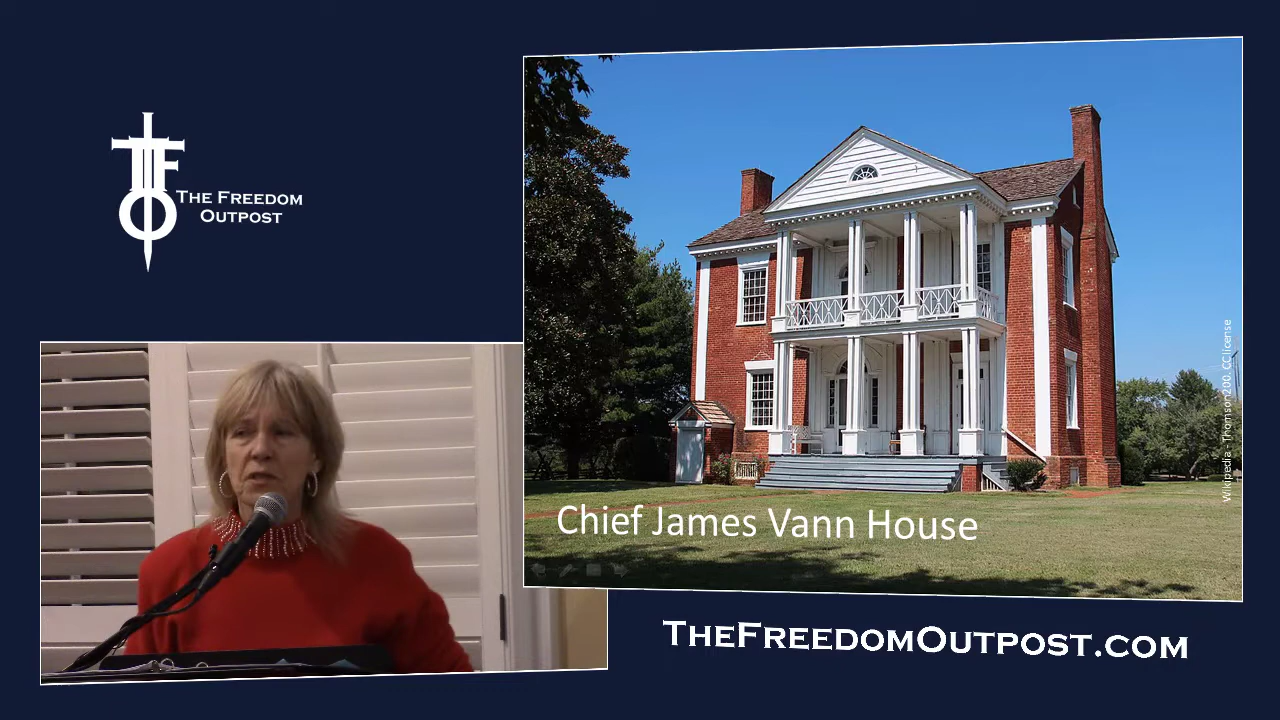 The Freedom
Outpost
Chief James Vann House
Wikipedia - Thomson200. CC license
TheFreedomOutpost.com